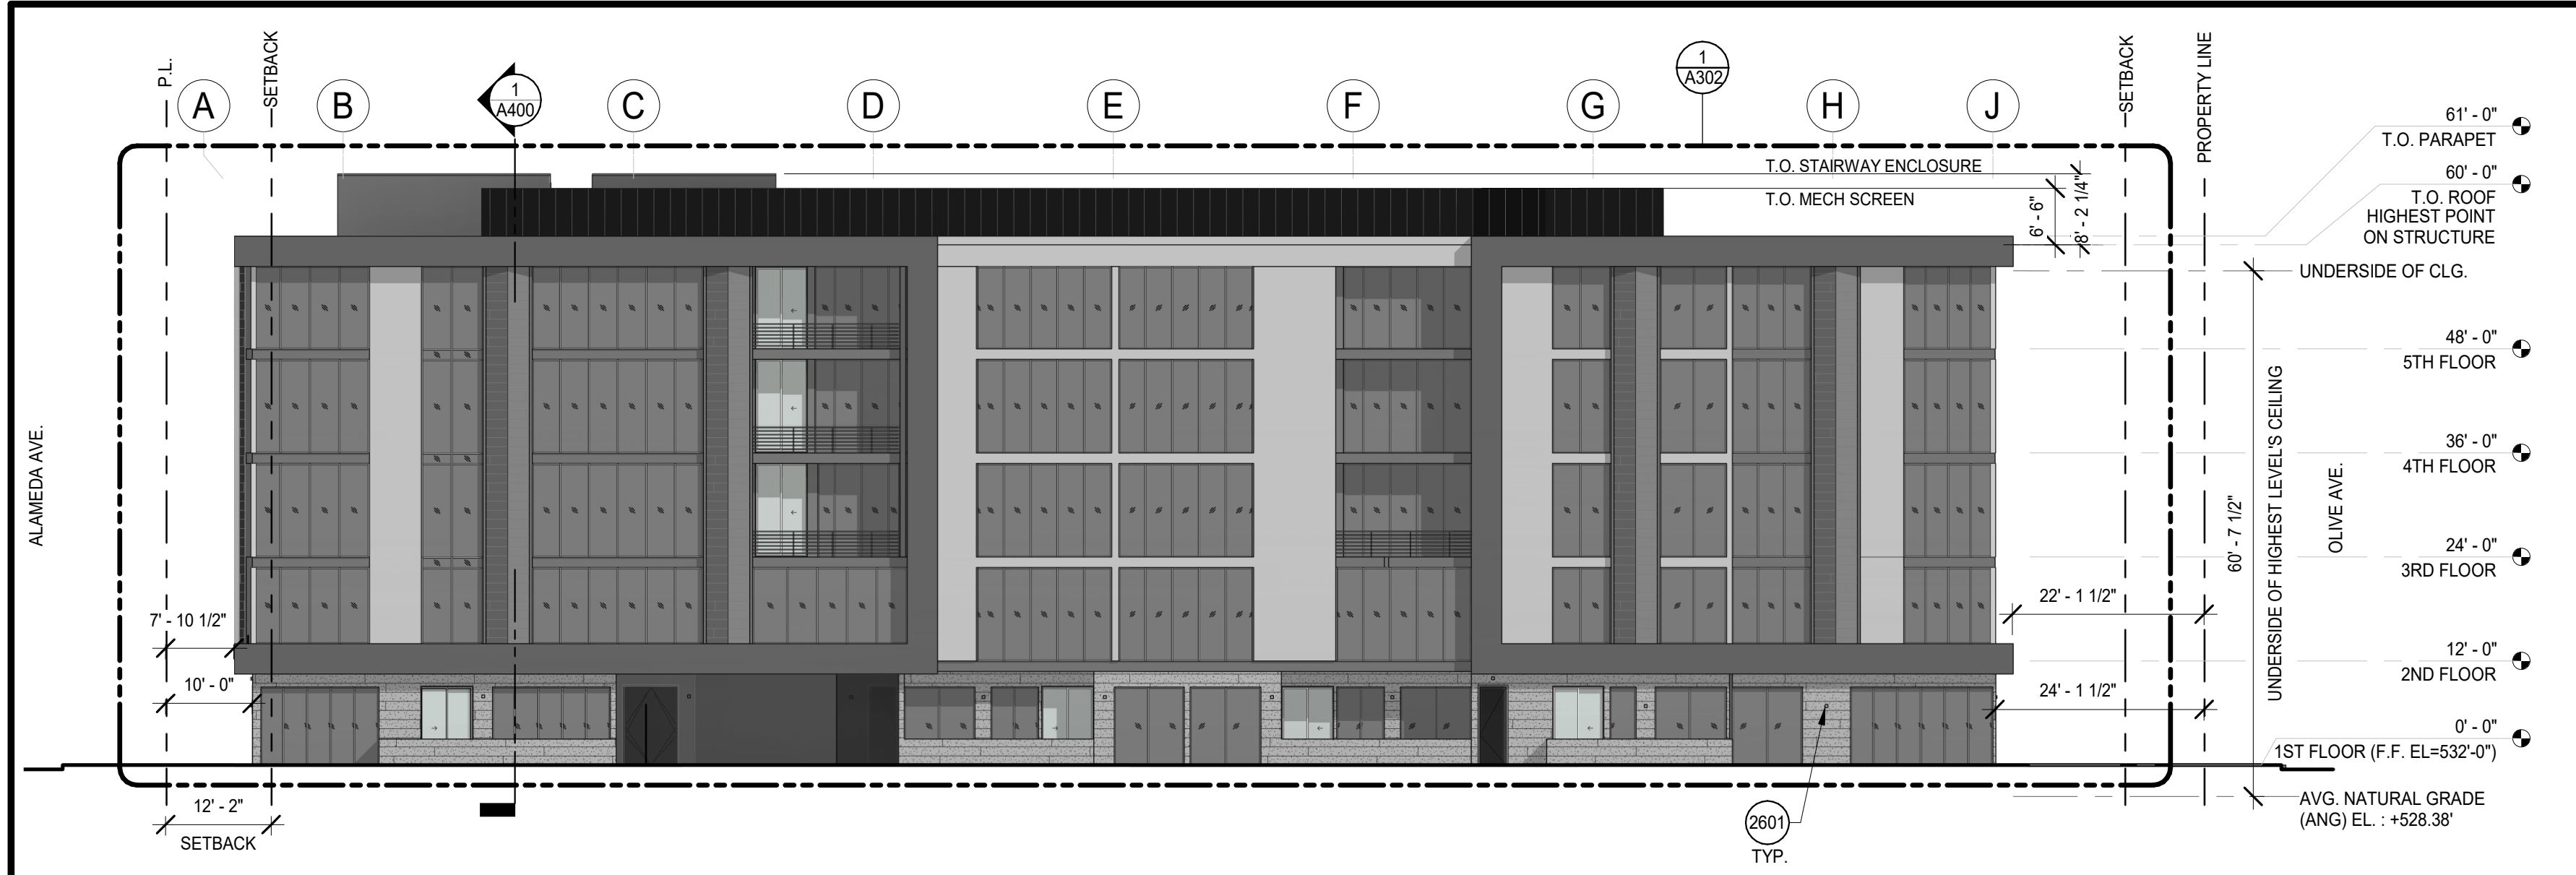 P.L.
SETBACK
A
B
1
A400
C
D
E
F
G
1
A302
H
J
SETBACK
PROPERTY LINE
61' - 0"
T.O. PARAPET
60' - 0"
T.O. ROOF
HIGHEST POINT
ON STRUCTURE
T.O. STAIRWAY ENCLOSURE
T.O. MECH SCREEN
6' - 6"
8' - 2 1/4"
UNDERSIDE OF CLG.
48' - 0"
5TH FLOOR
36' - 0"
4TH FLOOR
24' - 0"
3RD FLOOR
12' - 0"
2ND FLOOR
0' - 0"
1ST FLOOR (F.F. EL=532'-0")
ALAMEDA AVE.
OLIVE AVE.
60' - 7 1/2"
UNDERSIDE OF HIGHEST LEVEL'S CEILING
7' - 10 1/2"
10' - 0"
22' - 1 1/2"
24' - 1 1/2"
12' - 2"
SETBACK
2601
TYP.
AVG. NATURAL GRADE
(ANG) EL. : +528.38'